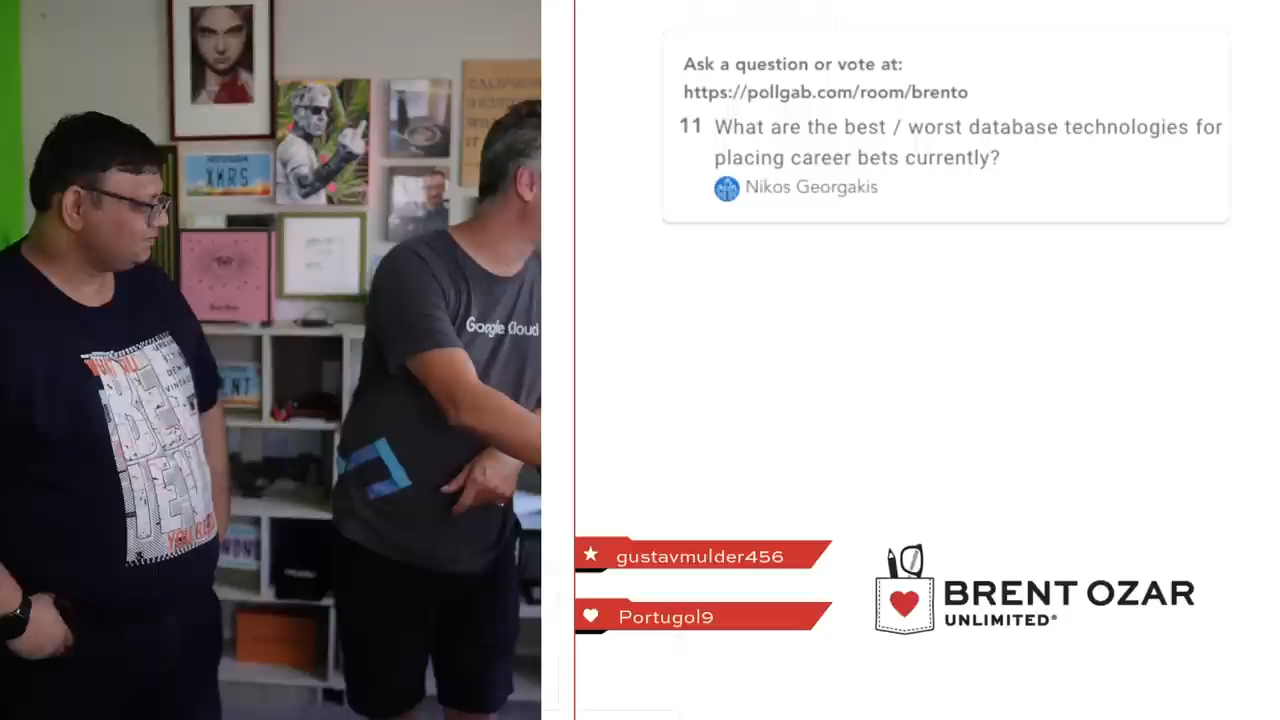 Ask a question or vote at:
https://pollgab.com/room/brento
11 What are the best / worst database technologies for
placing career bets currently?
Nikos Georgakis
XKRS
Google Cloud
gustavmulder456
Portugol9
BRENT OZAR
UNLIMITED®